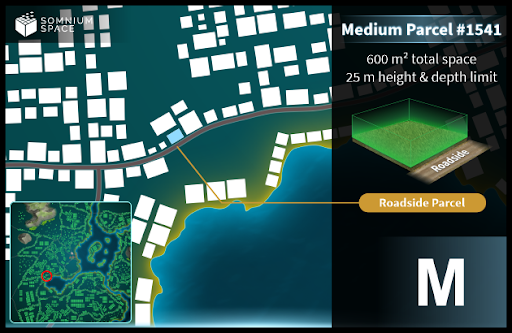 SOMNIUM
SPACE
Medium Parcel #1541
600 m² total space
25 m height & depth limit
Roadside
Roadside Parcel
M